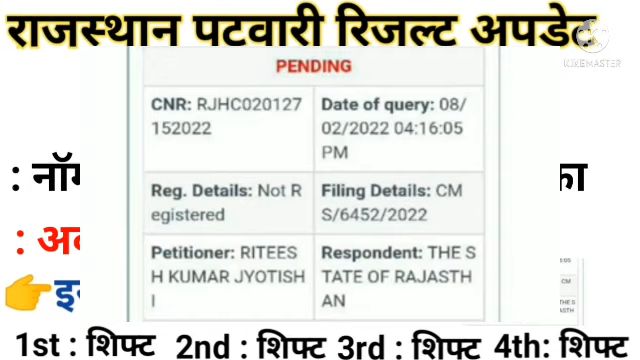 राजस्थान पटवारी रिजल्ट अपडेट
KINEMASTER
PENDING
CNR: RJHC020127
152022
Date of query: 08/
02/2022 04:16:05
PM
Reg. Details: Not R
egistered
Filing Details: CM
S/6452/2022
Petitioner: RITEES
H KUMAR JYOTISH
I
Respondent: THE S
TATE OF RAJASTH
AN
1st : शिफ्ट 2nd : शिफ्ट 3rd : शिफ्ट 4th: शिफ्ट